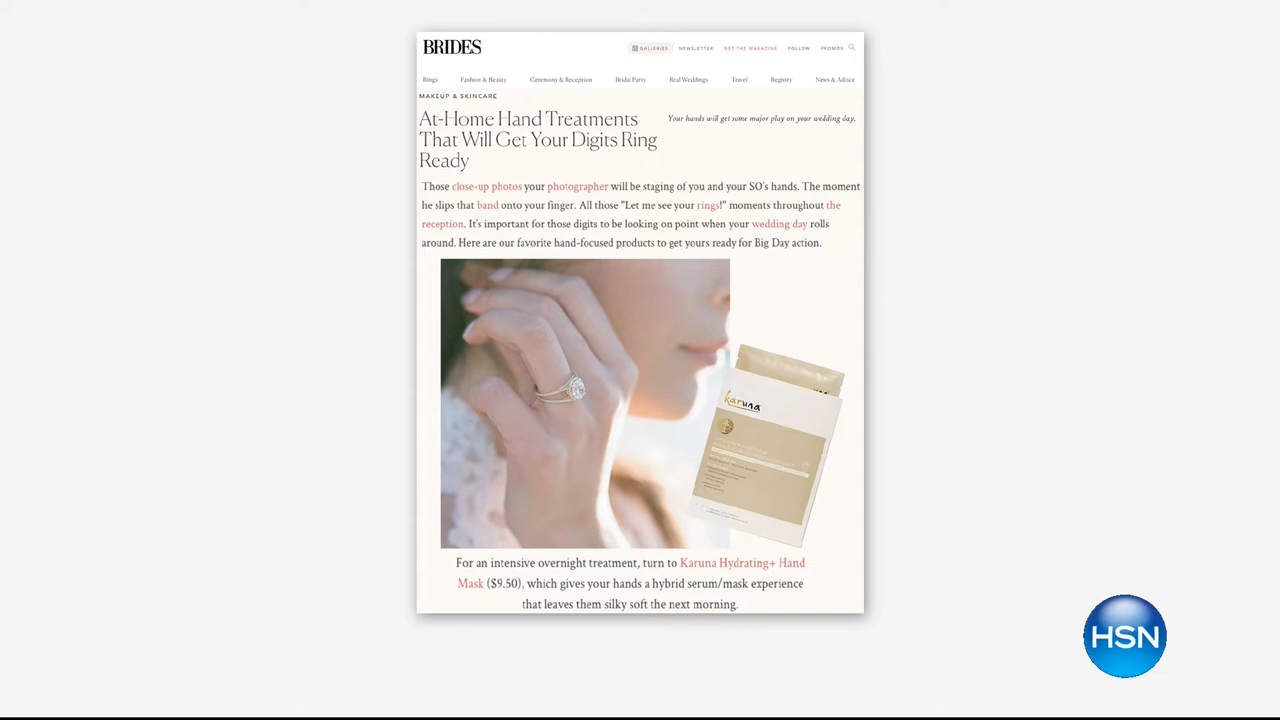 BRIDES
GALLERIES NEWSLETTER GET THE MAGAZINE FOLLOW PROMOS
Rings Fashion & Beauty Ceremony & Reception Bridal Party Real Weddings Travel Registry News & Advice
MAKEUP & SKINCARE
At-Home Hand Treatments
That Will Get Your Digits Ring
Ready
Your hands will get some major play on your wedding day.
Those close-up photos your photographer will be staging of you and your SO's hands. The moment
he slips that band onto your finger. All those "Let me see your rings!" moments throughout the
reception. It's important for those digits to be looking on point when your wedding day rolls
around. Here are our favorite hand-focused products to get yours ready for Big Day action.
karuna
For an intensive overnight treatment, turn to Karuna Hydrating+ Hand
Mask ($9.50), which gives your hands a hybrid serum/mask experience
that leaves them silky soft the next morning.
HSN